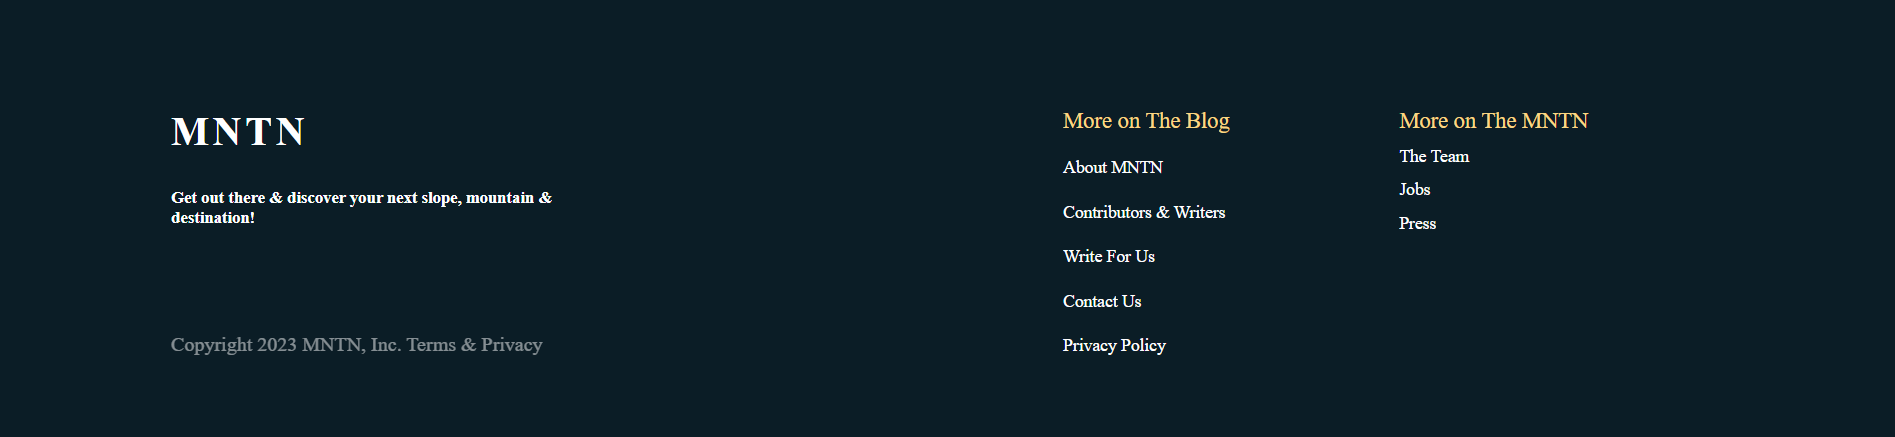 MNTN
Get out there & discover your next slope, mountain &
destination!
Copyright 2023 MNTN, Inc. Terms & Privacy
More on The Blog
About MNTN
Contributors & Writers
Write For Us
Contact Us
Privacy Policy
More on The MNTN
The Team
Jobs
Press